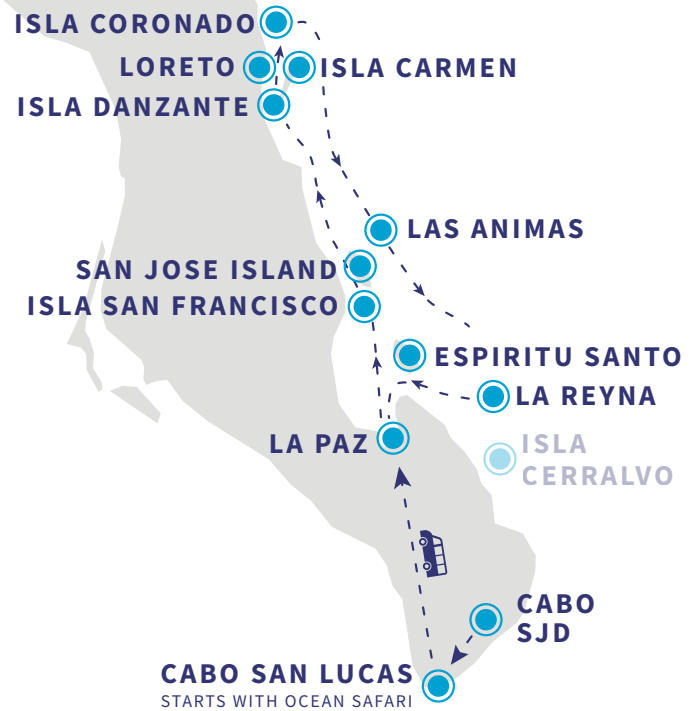 ISLA CORONADO
LORETO
ISLA CARMEN
ISLA DANZANTE
LAS ANIMAS
SAN JOSE ISLAND
ISLA SAN FRANCISCO
ESPIRITU SANTO
LA REYNA
LA PAZ
ISLA
CERRALVO
CABO
SJD
CABO SAN LUCAS
STARTS WITH OCEAN SAFARI